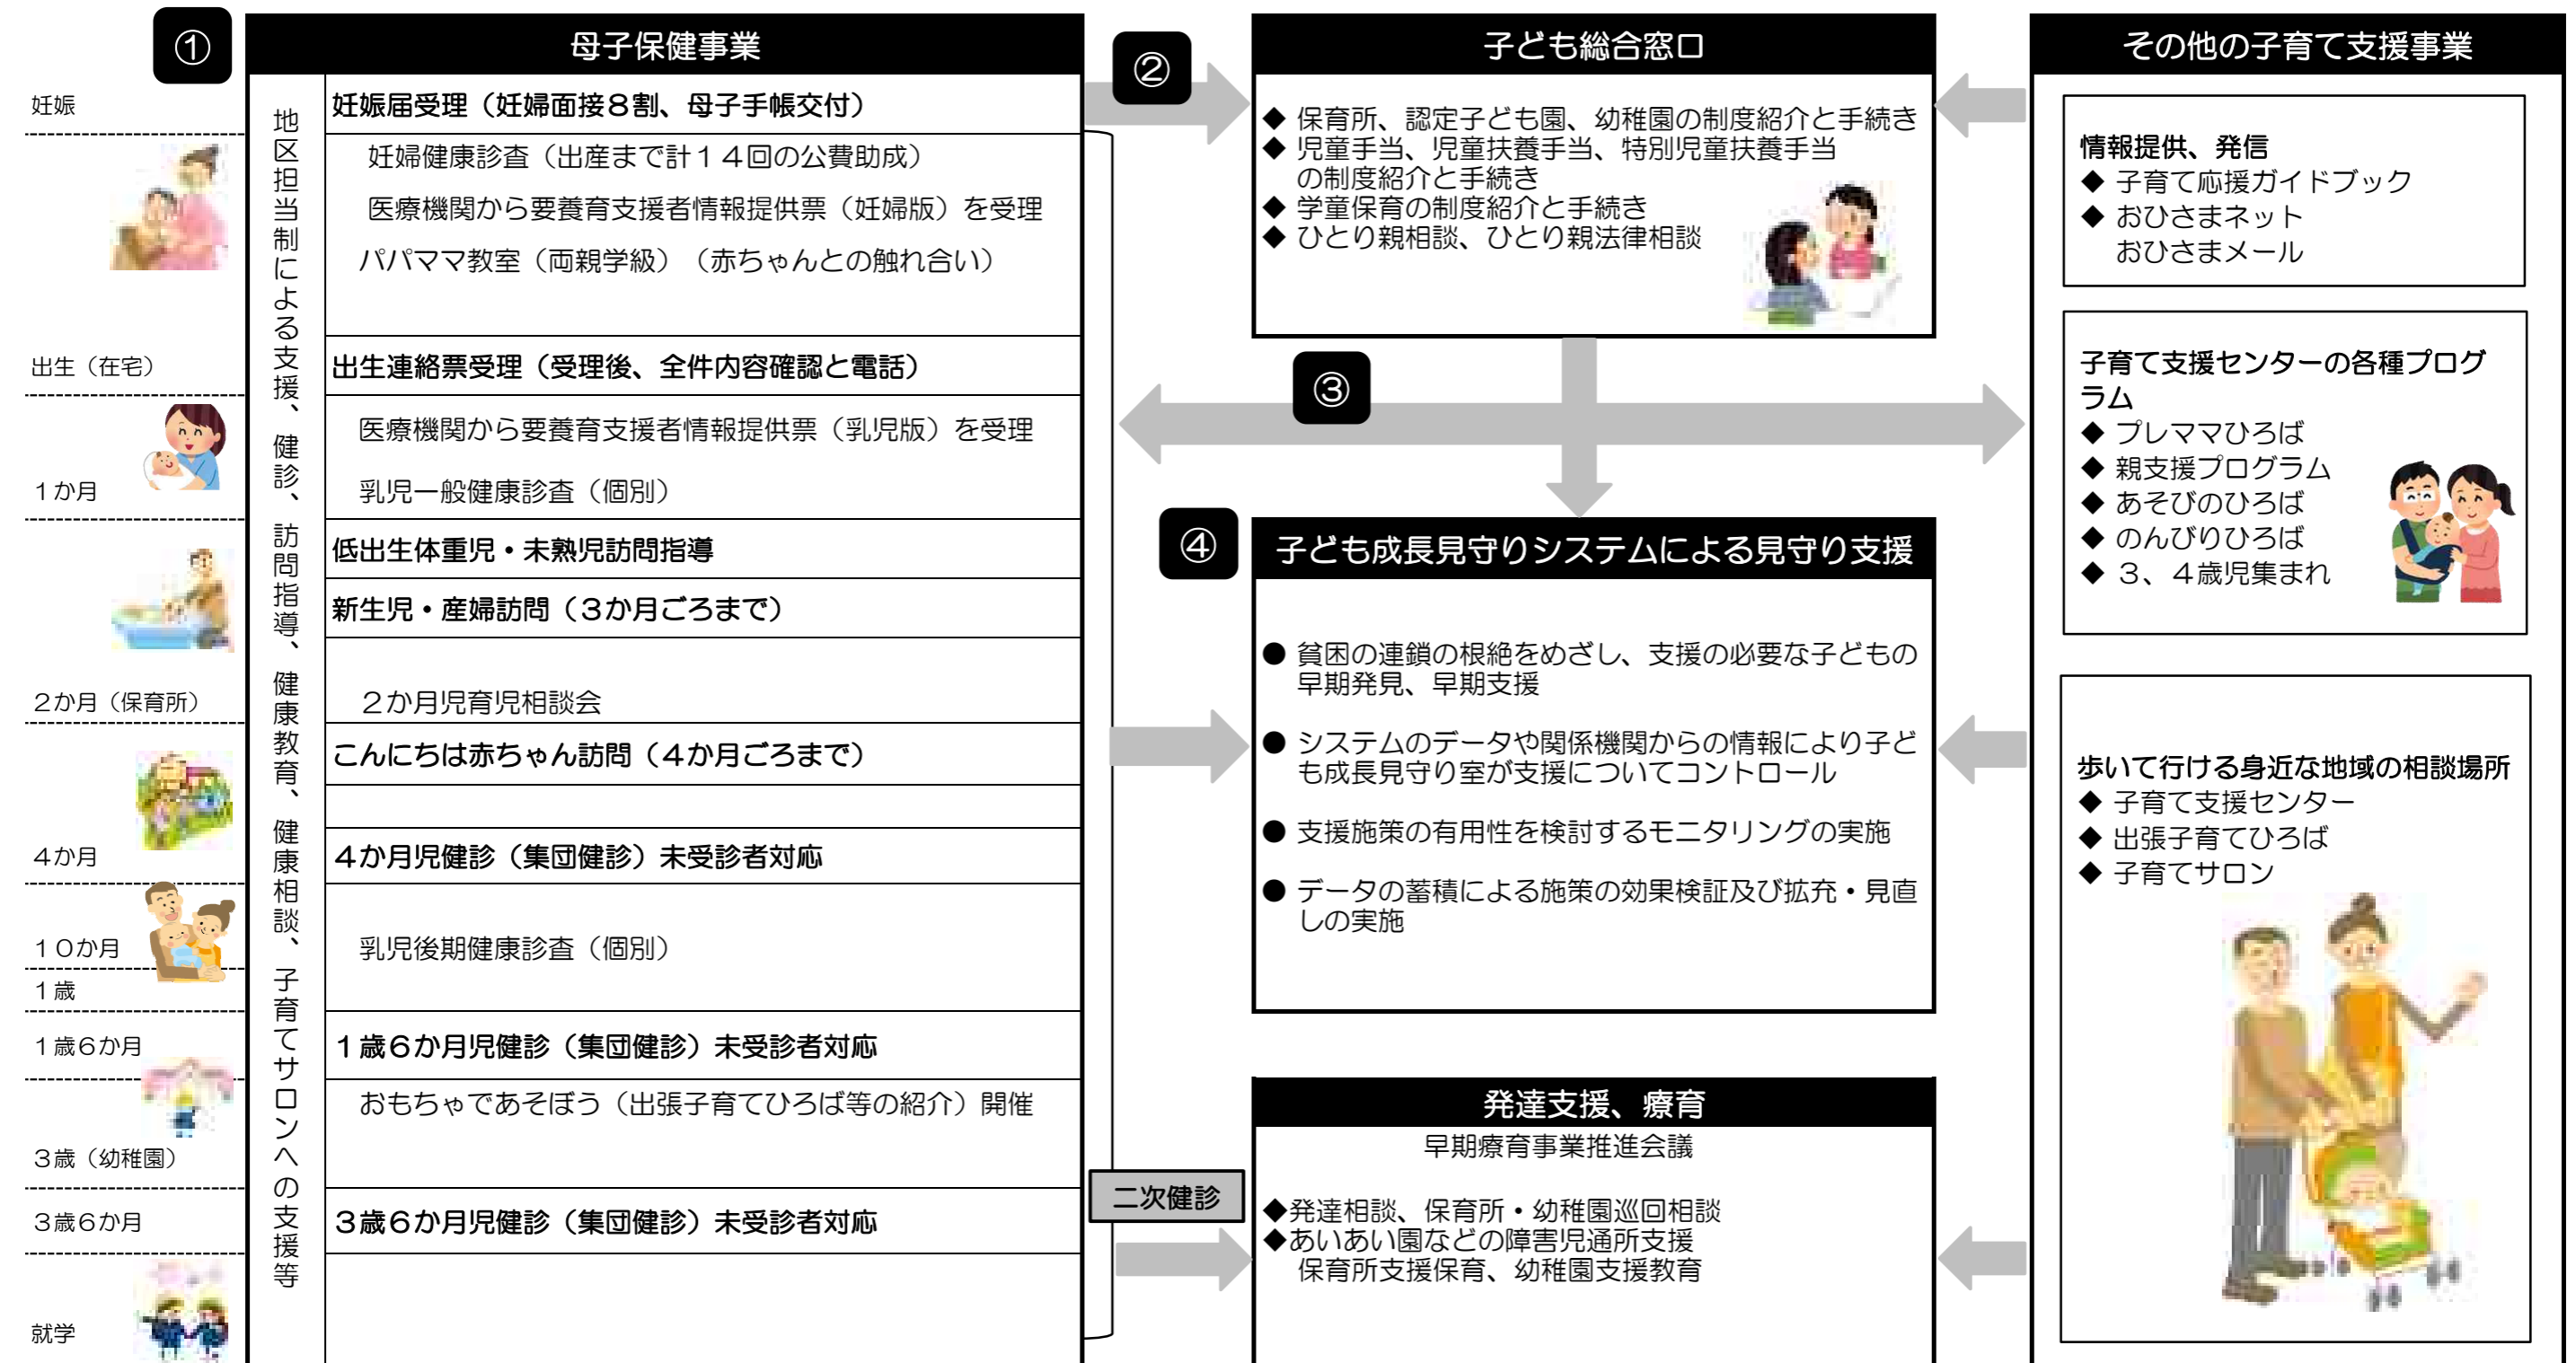 ①
母子保健事業
妊娠
出生（在宅）
１か月
２か月（保育所）
４か月
１０か月
１歳
１歳６か月
３歳（幼稚園）
３歳６か月
就学
地区担当制による支援、健診、訪問指導、健康教育、健康相談、子育てサロンへの支援等
妊娠届受理（妊婦面接８割、母子手帳交付）
妊婦健康診査（出産まで計１４回の公費助成）
医療機関から要養育支援者情報提供票（妊婦版）を受理
パパママ教室（両親学級）（赤ちゃんとの触れ合い）
出生連絡票受理（受理後、全件内容確認と電話）
医療機関から要養育支援者情報提供票（乳児版）を受理
乳児一般健康診査（個別）
低出生体重児・未熟児訪問指導
新生児・産婦訪問（３か月ごろまで）
２か月児育児相談会
こんにちは赤ちゃん訪問（４か月ごろまで）
４か月児健診（集団健診）未受診者対応
乳児後期健康診査（個別）
１歳６か月児健診（集団健診）未受診者対応
おもちゃであそぼう（出張子育てひろば等の紹介）開催
３歳６か月児健診（集団健診）未受診者対応
②
子ども総合窓口
◆ 保育所、認定子ども園、幼稚園の制度紹介と手続き
◆ 児童手当、児童扶養手当、特別児童扶養手当
の制度紹介と手続き
◆ 学童保育の制度紹介と手続き
◆ ひとり親相談、ひとり親法律相談
③
④
子ども成長見守りシステムによる見守り支援
● 貧困の連鎖の根絶をめざし、支援の必要な子どもの
早期発見、早期支援
● システムのデータや関係機関からの情報により子ど
も成長見守り室が支援についてコントロール
● 支援施策の有用性を検討するモニタリングの実施
● データの蓄積による施策の効果検証及び拡充・見直
しの実施
二次健診
発達支援、療育
早期療育事業推進会議
◆発達相談、保育所・幼稚園巡回相談
◆あいあい園などの障害児通所支援
保育所支援保育、幼稚園支援教育
その他の子育て支援事業
情報提供、発信
◆ 子育て応援ガイドブック
◆ おひさまネット
おひさまメール
子育て支援センターの各種プログ
ラム
◆ プレママひろば
◆ 親支援プログラム
◆ あそびのひろば
◆ のんびりひろば
◆ ３、４歳児集まれ
歩いて行ける身近な地域の相談場所
◆ 子育て支援センター
◆ 出張子育てひろば
◆ 子育てサロン